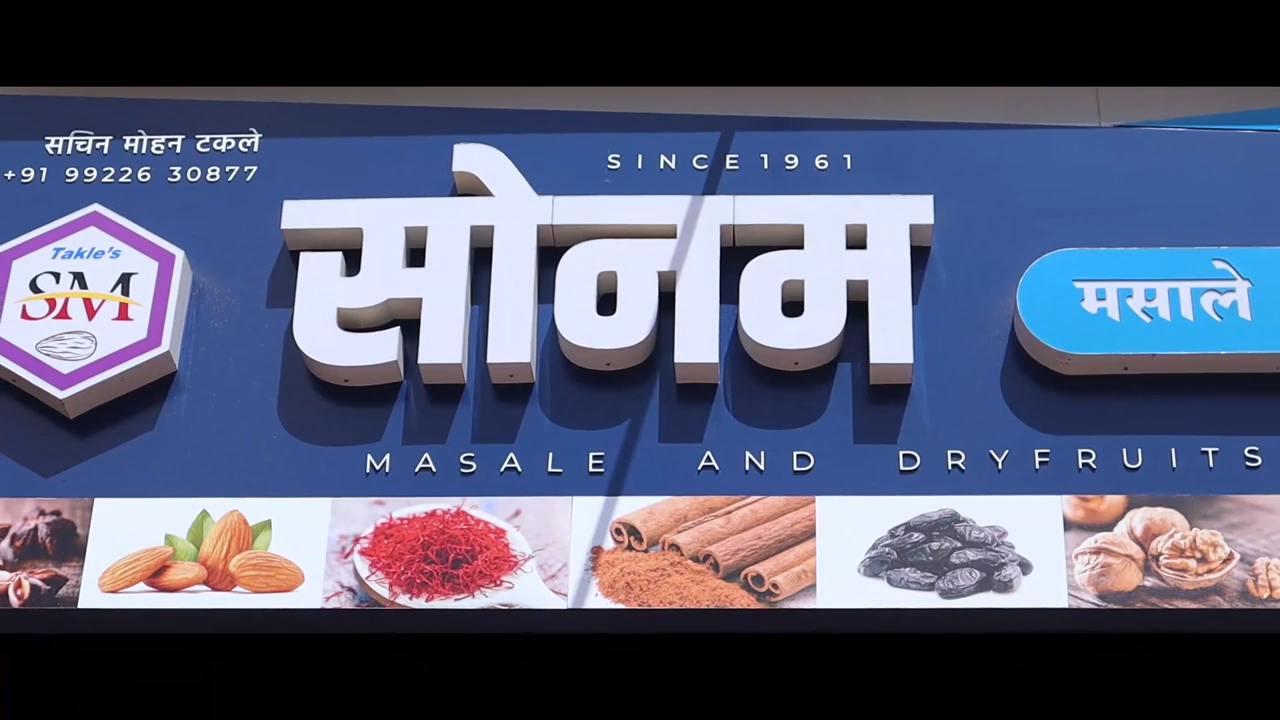 सचिन मोहन टकले
+91 99226 30877
SINCE 1961
Takle's
SM
सोनम
मसाले
MASALE AND DRYFRUITS